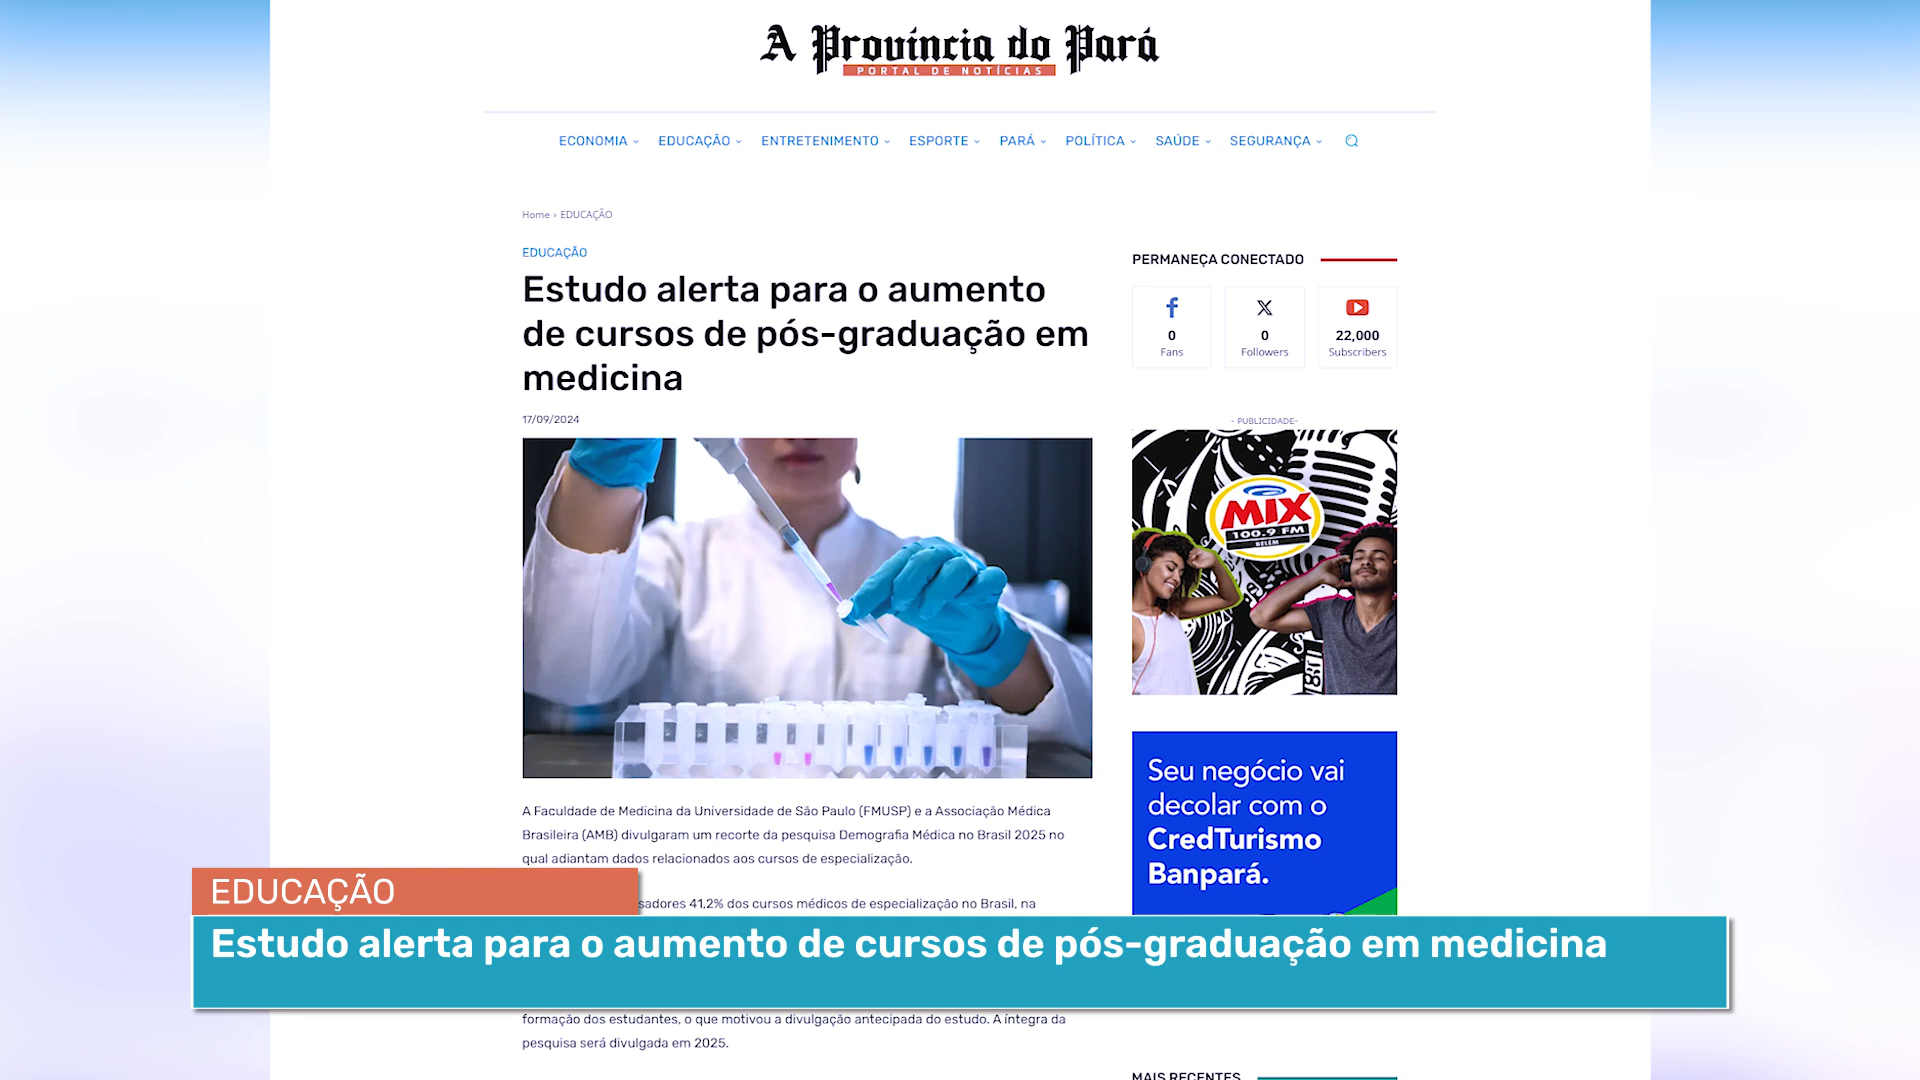 A Província do Pará
PORTAL DE NOTÍCIAS
ECONOMIA EDUCAÇÃO ENTRETENIMENTO ESPORTE PARÁ POLÍTICA SAÚDE SEGURANÇA
Home › EDUCAÇÃO
EDUCAÇÃO
Estudo alerta para o aumento
de cursos de pós-graduação em
medicina
17/09/2024
A Faculdade de Medicina da Universidade de São Paulo (FMUSP) e a Associação Médica
Brasileira (AMB) divulgaram um recorte da pesquisa Demografia Médica no Brasil 2025 no
qual adiantam dados relacionados aos cursos de especialização.
41,2% dos cursos médicos de especialização no Brasil, na
formação dos estudantes, o que motivou a divulgação antecipada do estudo. A íntegra da
pesquisa será divulgada em 2025.
PERMANEÇA CONECTADO
0
Fans
0
Followers
22,000
Subscribers
- PUBLICIDADE-
MIX
100.9 FM
BELÉM
Seu negócio vai
decolar com o
CredTurismo
Banpará.
MAIS RECENTES
EDUCAÇÃO
Estudo alerta para o aumento de cursos de pós-graduação em medicina